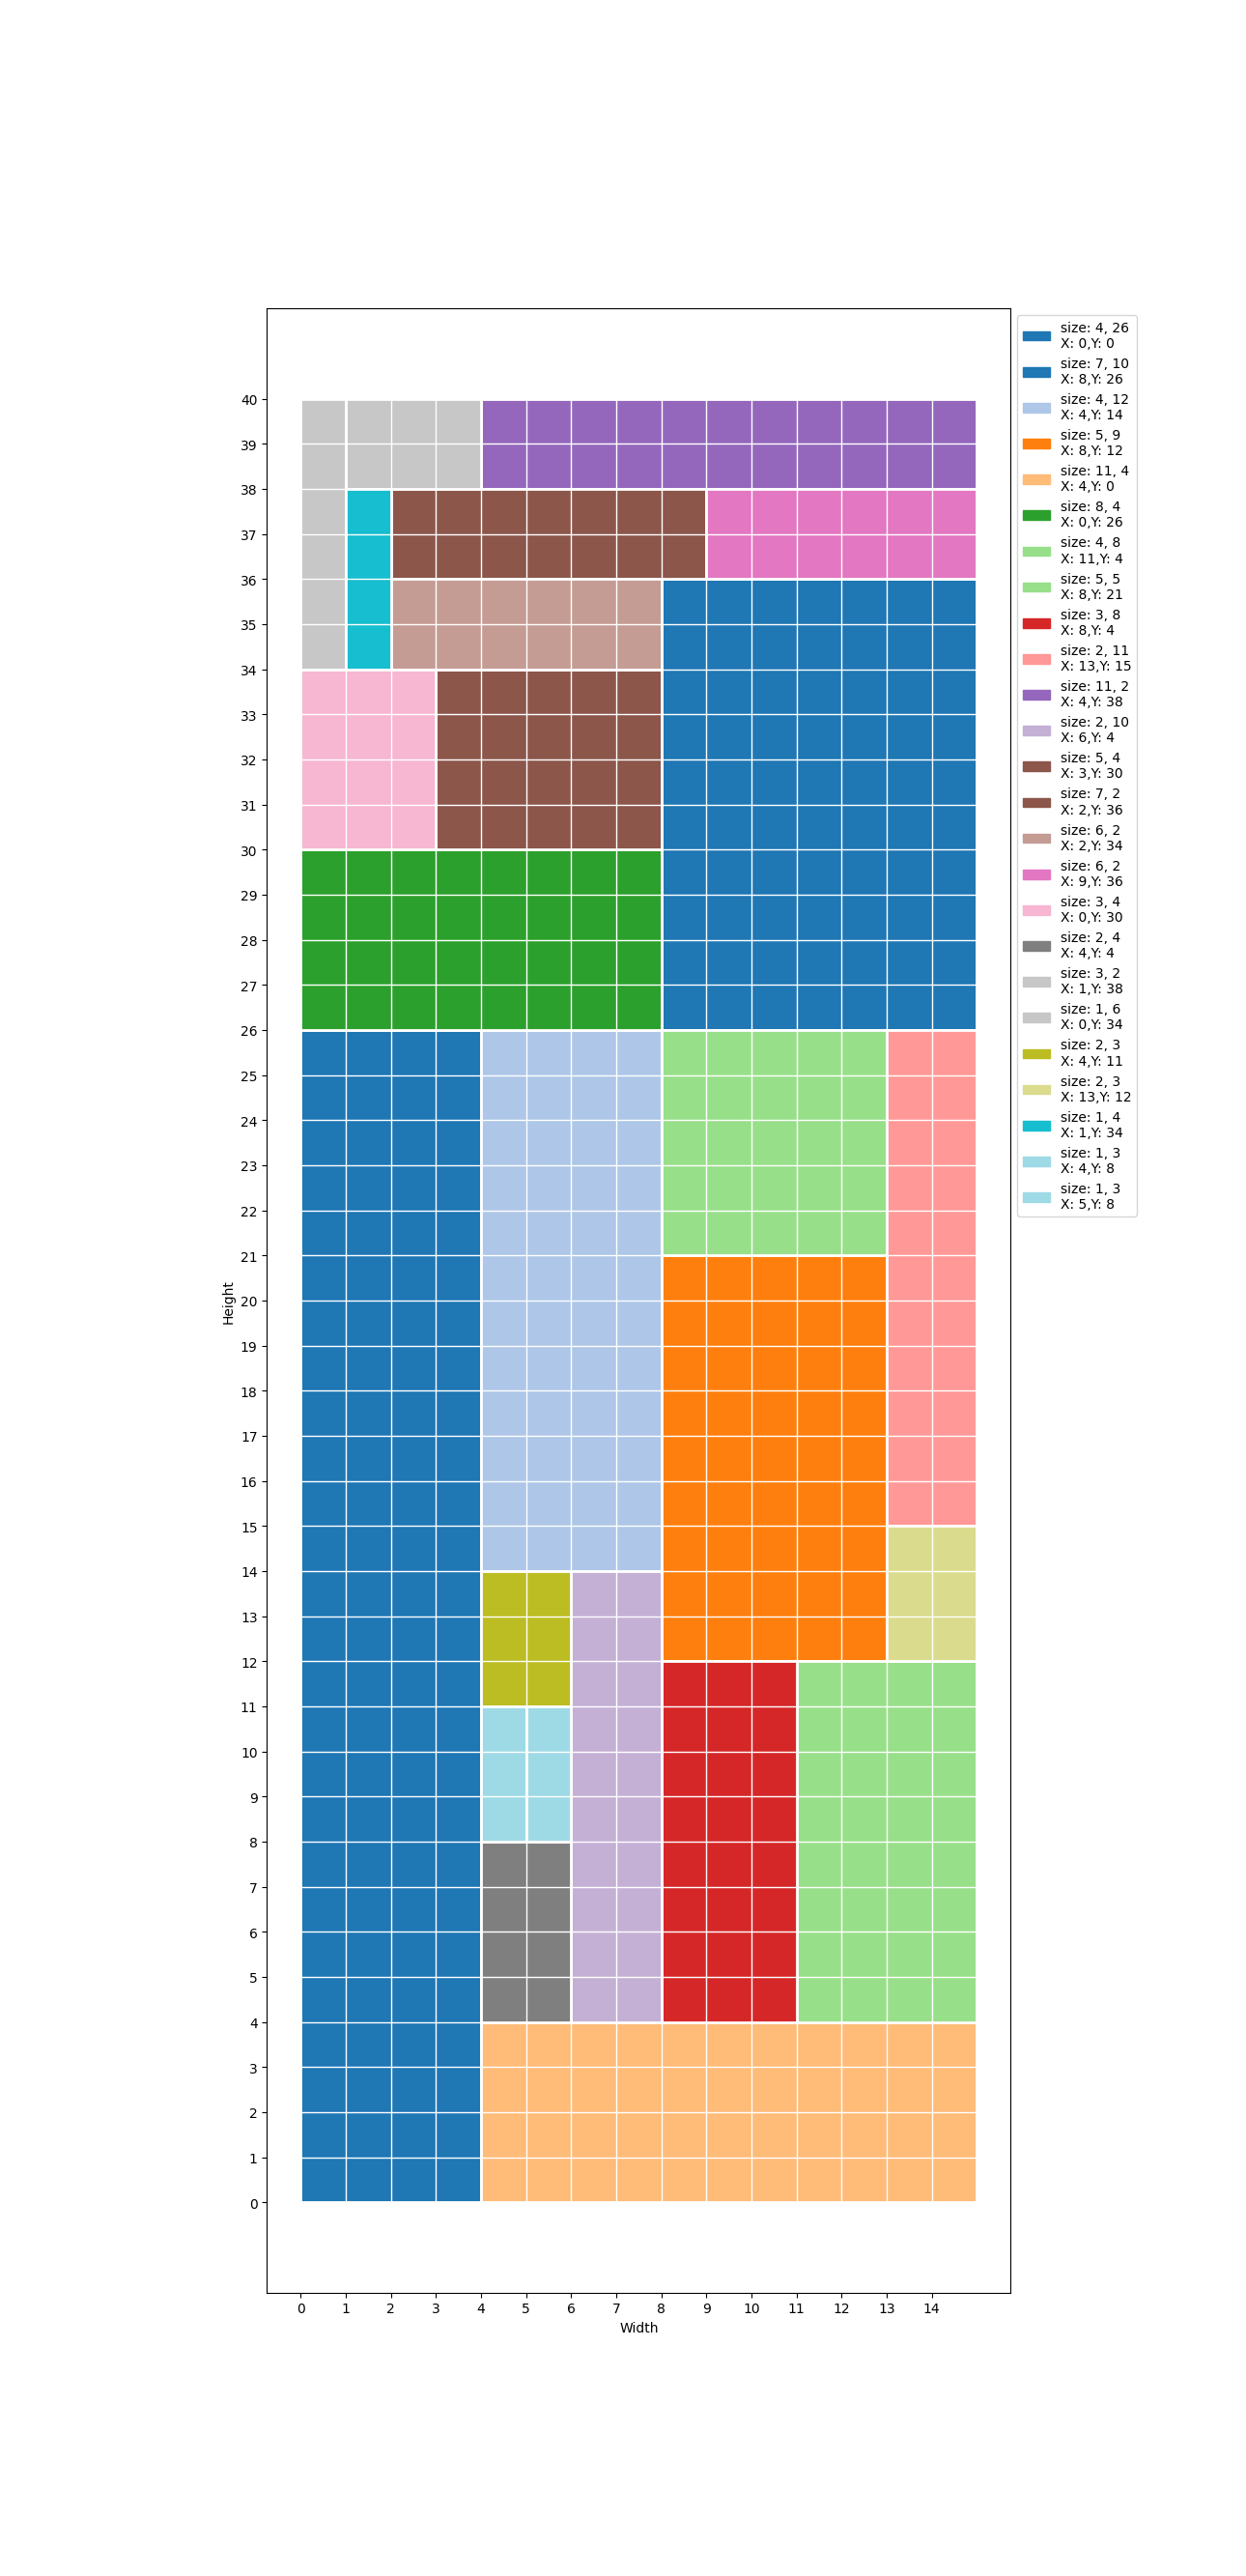 size: 4, 26
X: 0,Y: 0
size: 7, 10
X: 8,Y: 26
size: 4, 12
X: 4,Y: 14
size: 5, 9
X: 8,Y: 12
size: 11, 4
X: 4,Y: 0
size: 8, 4
X: 0,Y: 26
size: 4, 8
X: 11,Y: 4
size: 5, 5
X: 8,Y: 21
size: 3, 8
X: 8,Y: 4
size: 2, 11
X: 13,Y: 15
size: 11, 2
X: 4,Y: 38
size: 2, 10
X: 6,Y: 4
size: 5, 4
X: 3,Y: 30
size: 7, 2
X: 2,Y: 36
size: 6, 2
X: 2,Y: 34
size: 6, 2
X: 9,Y: 36
size: 3, 4
X: 0,Y: 30
size: 2, 4
X: 4,Y: 4
size: 3, 2
X: 1,Y: 38
size: 1, 6
X: 0,Y: 34
size: 2, 3
X: 4,Y: 11
size: 2, 3
X: 13,Y: 12
size: 1, 4
X: 1,Y: 34
size: 1, 3
X: 4,Y: 8
size: 1, 3
X: 5,Y: 8
40
39
38
37
36
35
34
33
32
31
30
29
28
27
26
25
24
23
22
21
20
19
18
17
16
15
14
13
12
11
10
9
8
7
6
5
4
3
2
1
0
Height
0 1 2 3 4 5 6 7 8 9 10 11 12 13 14
Width